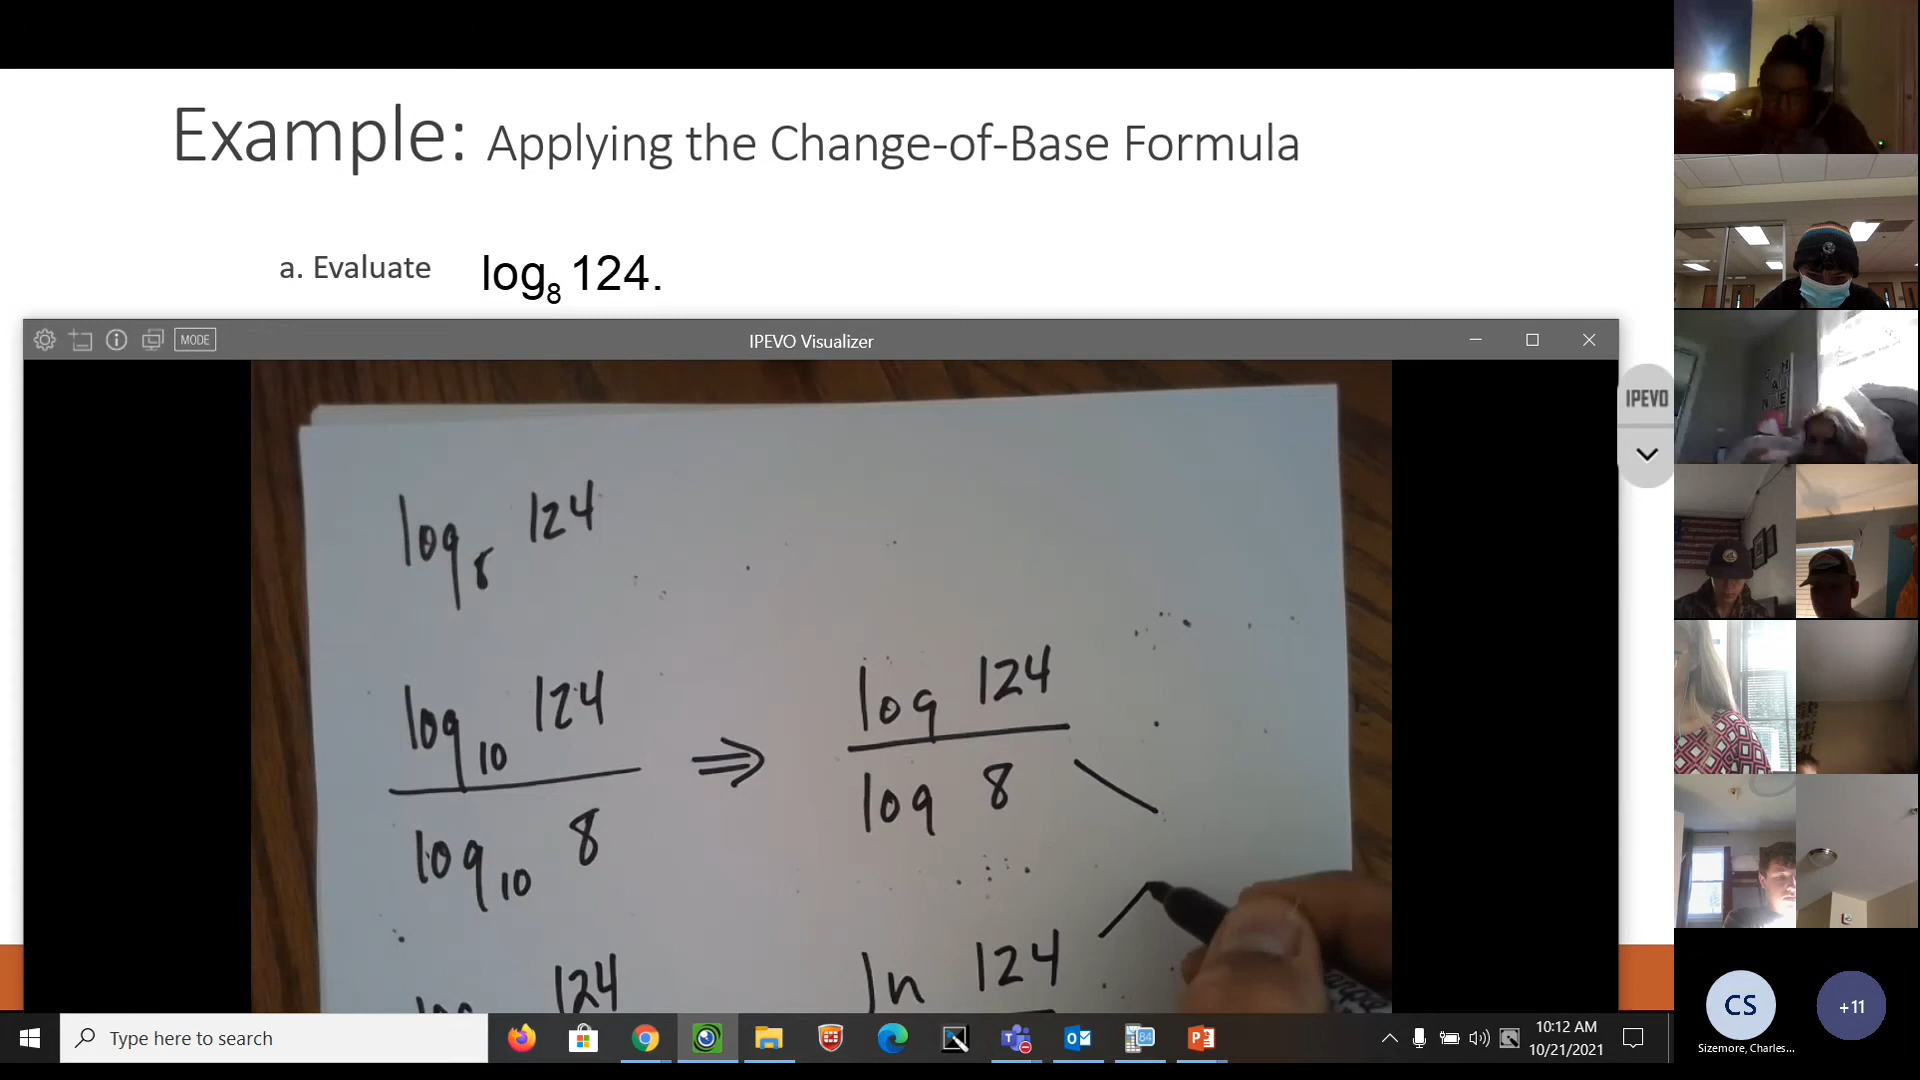 Example: Applying the Change-of-Base Formula
a. Evaluate log₈ 124.
MODE
IPEVO Visualizer
IPEVO
log₈ 124
log₁₀ 124
log₁₀ 8
⇒
log 124
log 8
124
ln 124
CS
+11
Sizemore, Charles...
Type here to search
84
10:12 AM
10/21/2021